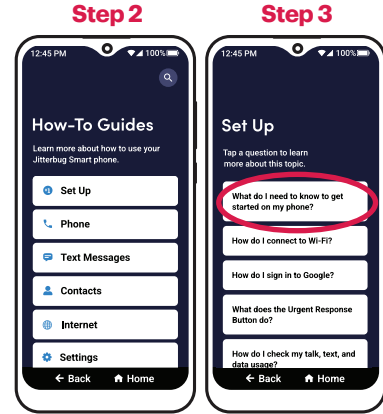 Step 2
12:45 PM
100%
How-To Guides
Learn more about how to use your
Jitterbug Smart phone.
Set Up
Phone
Text Messages
Contacts
Internet
Settings
Back
Home
Step 3
12:45 PM
100%
Set Up
Tap a question to learn
more about this topic.
What do I need to know to get
started on my phone?
How do I connect to Wi-Fi?
How do I sign in to Google?
What does the Urgent Response
Button do?
How do I check my talk, text, and
data usage?
Back
Home